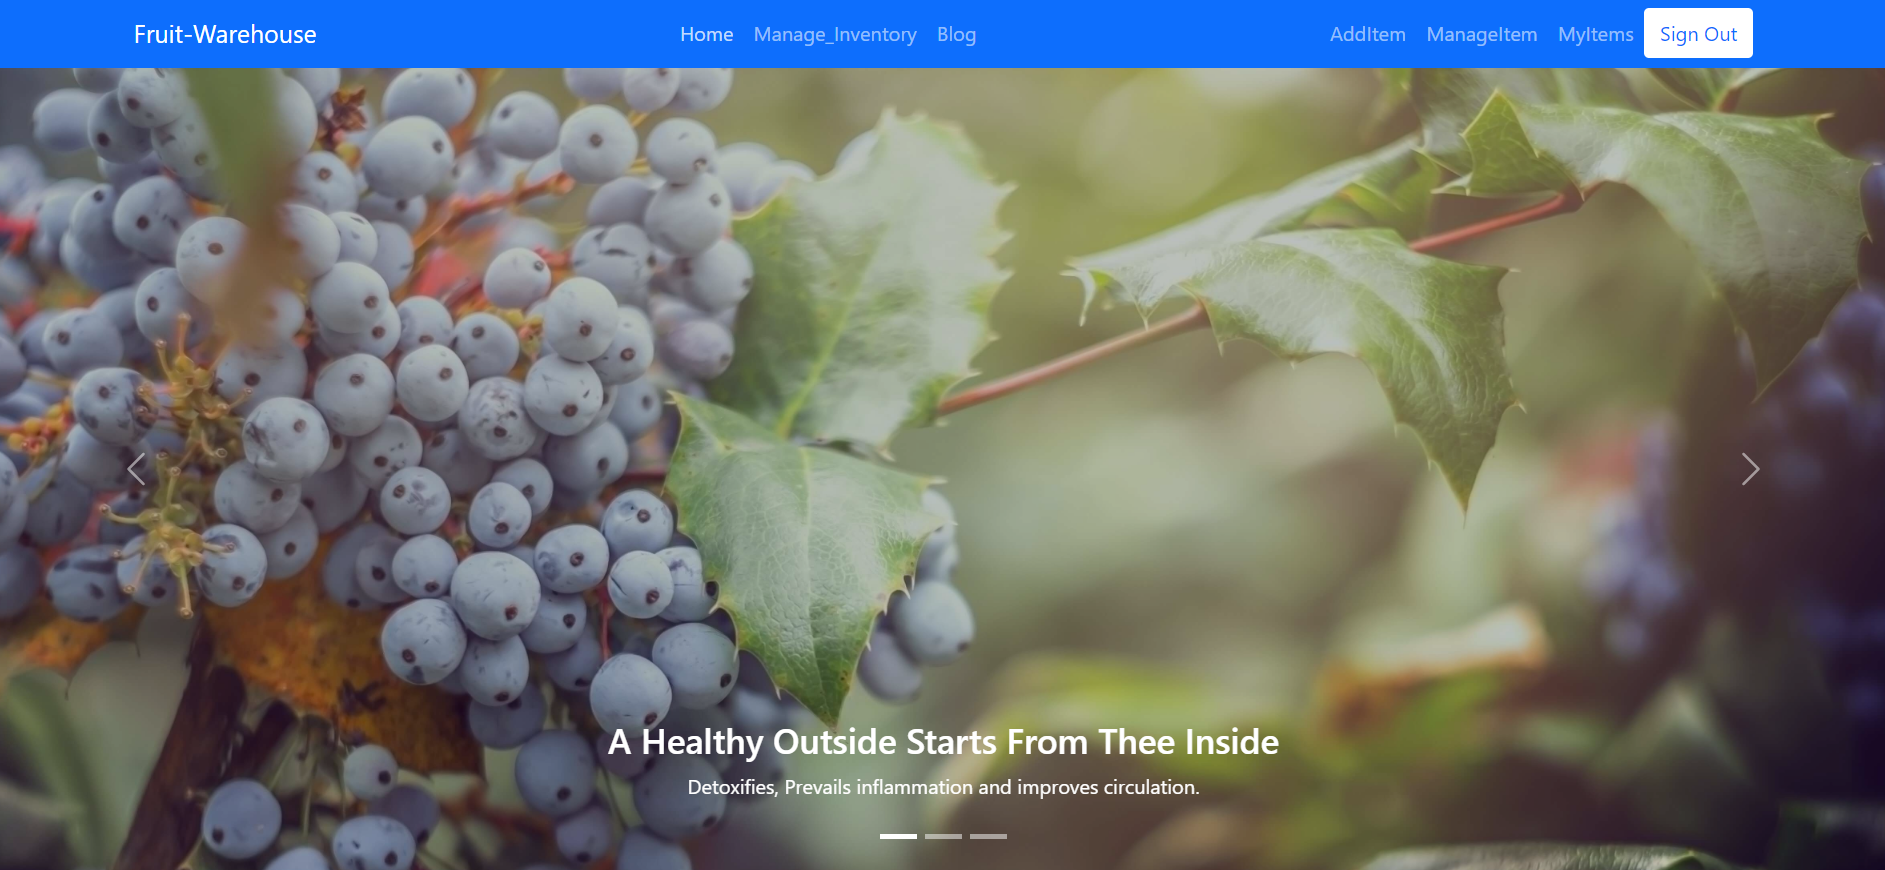 Fruit-Warehouse Home Manage_Inventory Blog AddItem ManageItem MyItems Sign Out
A Healthy Outside Starts From Thee Inside
Detoxifies, Prevails inflammation and improves circulation.